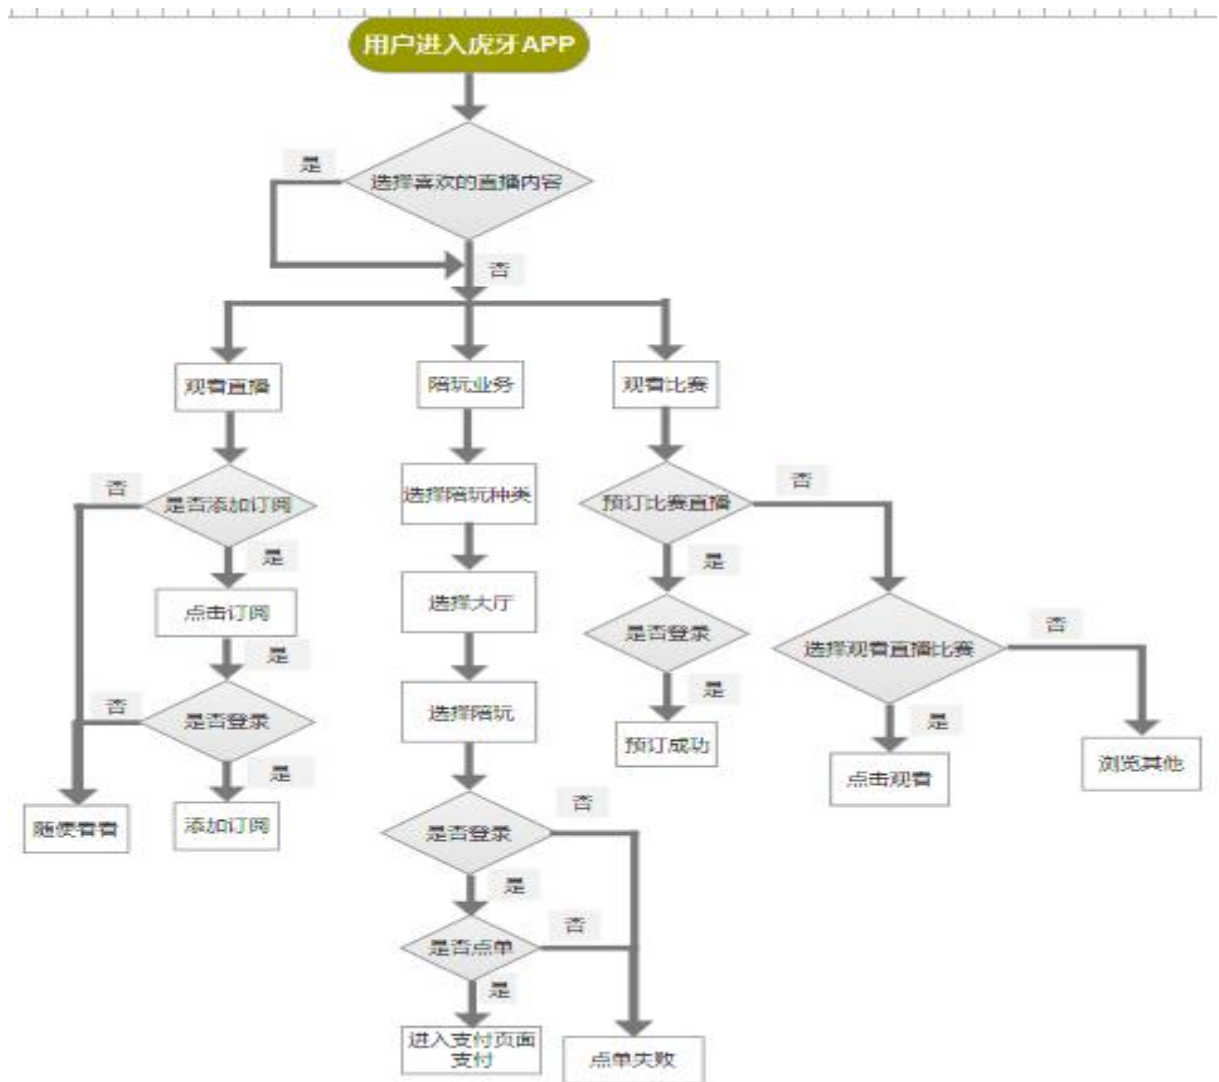 用户进入虎牙APP
是
选择喜欢的直播内容
否
观看直播
陪玩业务
观看比赛
否
是否添加订阅
选择陪玩种类
预订比赛直播
否
是
是
点击订阅
选择大厅
是否登录
选择观看直播比赛
否
是
否
是否登录
选择陪玩
是
是
是
预订成功
点击观看
浏览其他
随便看看
添加订阅
是否登录
否
是
是否点单
否
是
进入支付页面
支付
点单失败